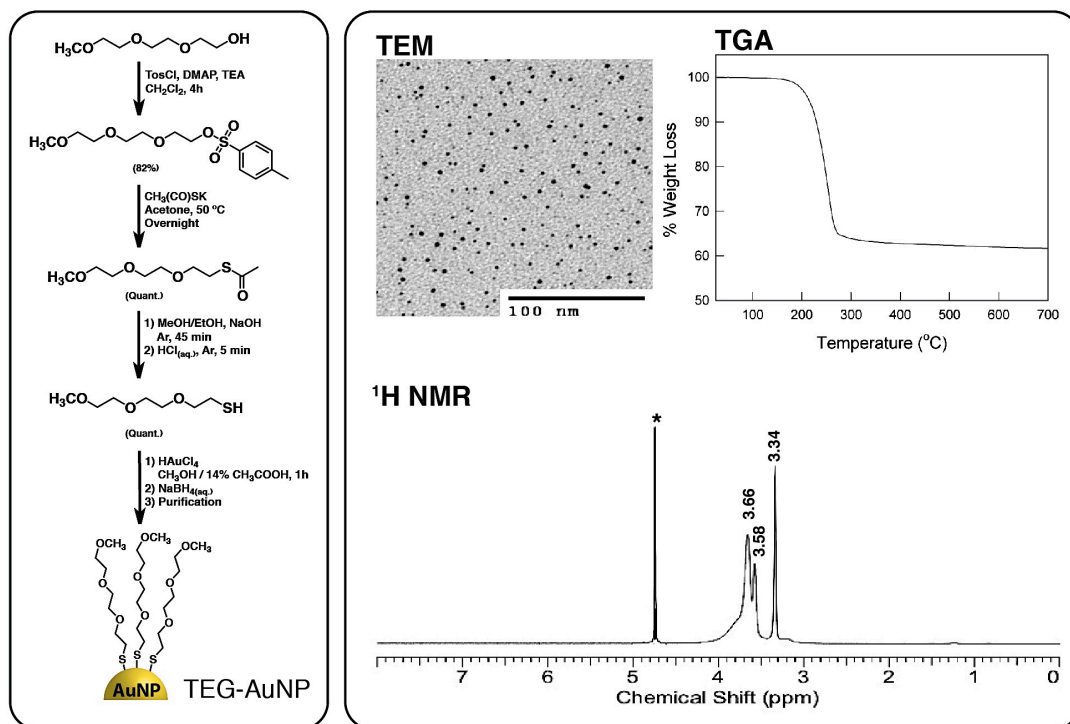 H₃CO O O OH
TosCl, DMAP, TEA
CH₂Cl₂, 4h
H₃CO O O O S O O
(82%)
CH₃(CO)SK
Acetone, 50 ºC
Overnight
H₃CO O O S O
(Quant.)
1) MeOH/EtOH, NaOH
Ar, 45 min
2) HCl(aq.), Ar, 5 min
H₃CO O O SH
(Quant.)
1) HAuCl₄
CH₃OH / 14% CH₃COOH, 1h
2) NaBH₄(aq.)
3) Purification
OCH₃ OCH₃ OCH₃
O O O
O O O
S S S
AuNP
TEG-AuNP
TEM
100 nm
TGA
% Weight Loss
100
90
80
70
60
50
100 200 300 400 500 600 700
Temperature (°C)
¹H NMR
*
3.66
3.58
3.34
7 6 5 4 3 2 1 0
Chemical Shift (ppm)